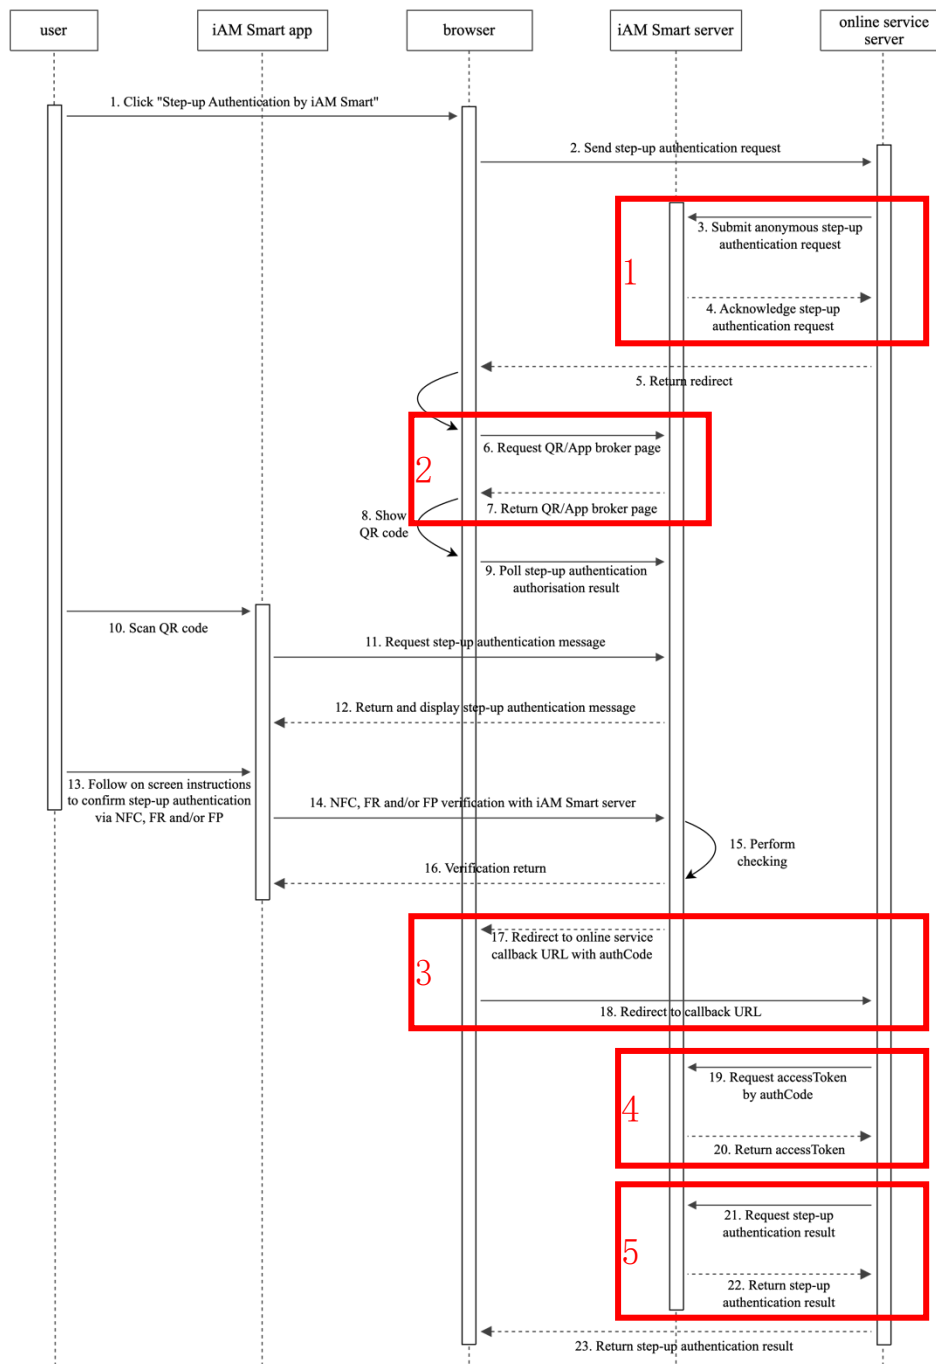 user
iAM Smart app
browser
iAM Smart server
online service
server
1. Click "Step-up Authentication by iAM Smart"
2. Send step-up authentication request
3. Submit anonymous step-up
authentication request
1
4. Acknowledge step-up
authentication request
5. Return redirect
6. Request QR/App broker page
2
7. Return QR/App broker page
8. Show
QR code
9. Poll step-up authentication
authorisation result
10. Scan QR code
11. Request step-up authentication message
12. Return and display step-up authentication message
13. Follow on screen instructions
to confirm step-up authentication
via NFC, FR and/or FP
14. NFC, FR and/or FP verification with iAM Smart server
15. Perform
checking
16. Verification return
17. Redirect to online service
callback URL with authCode
3
18. Redirect to callback URL
19. Request accessToken
by authCode
4
20. Return accessToken
21. Request step-up
authentication result
5
22. Return step-up
authentication result
23. Return step-up authentication result